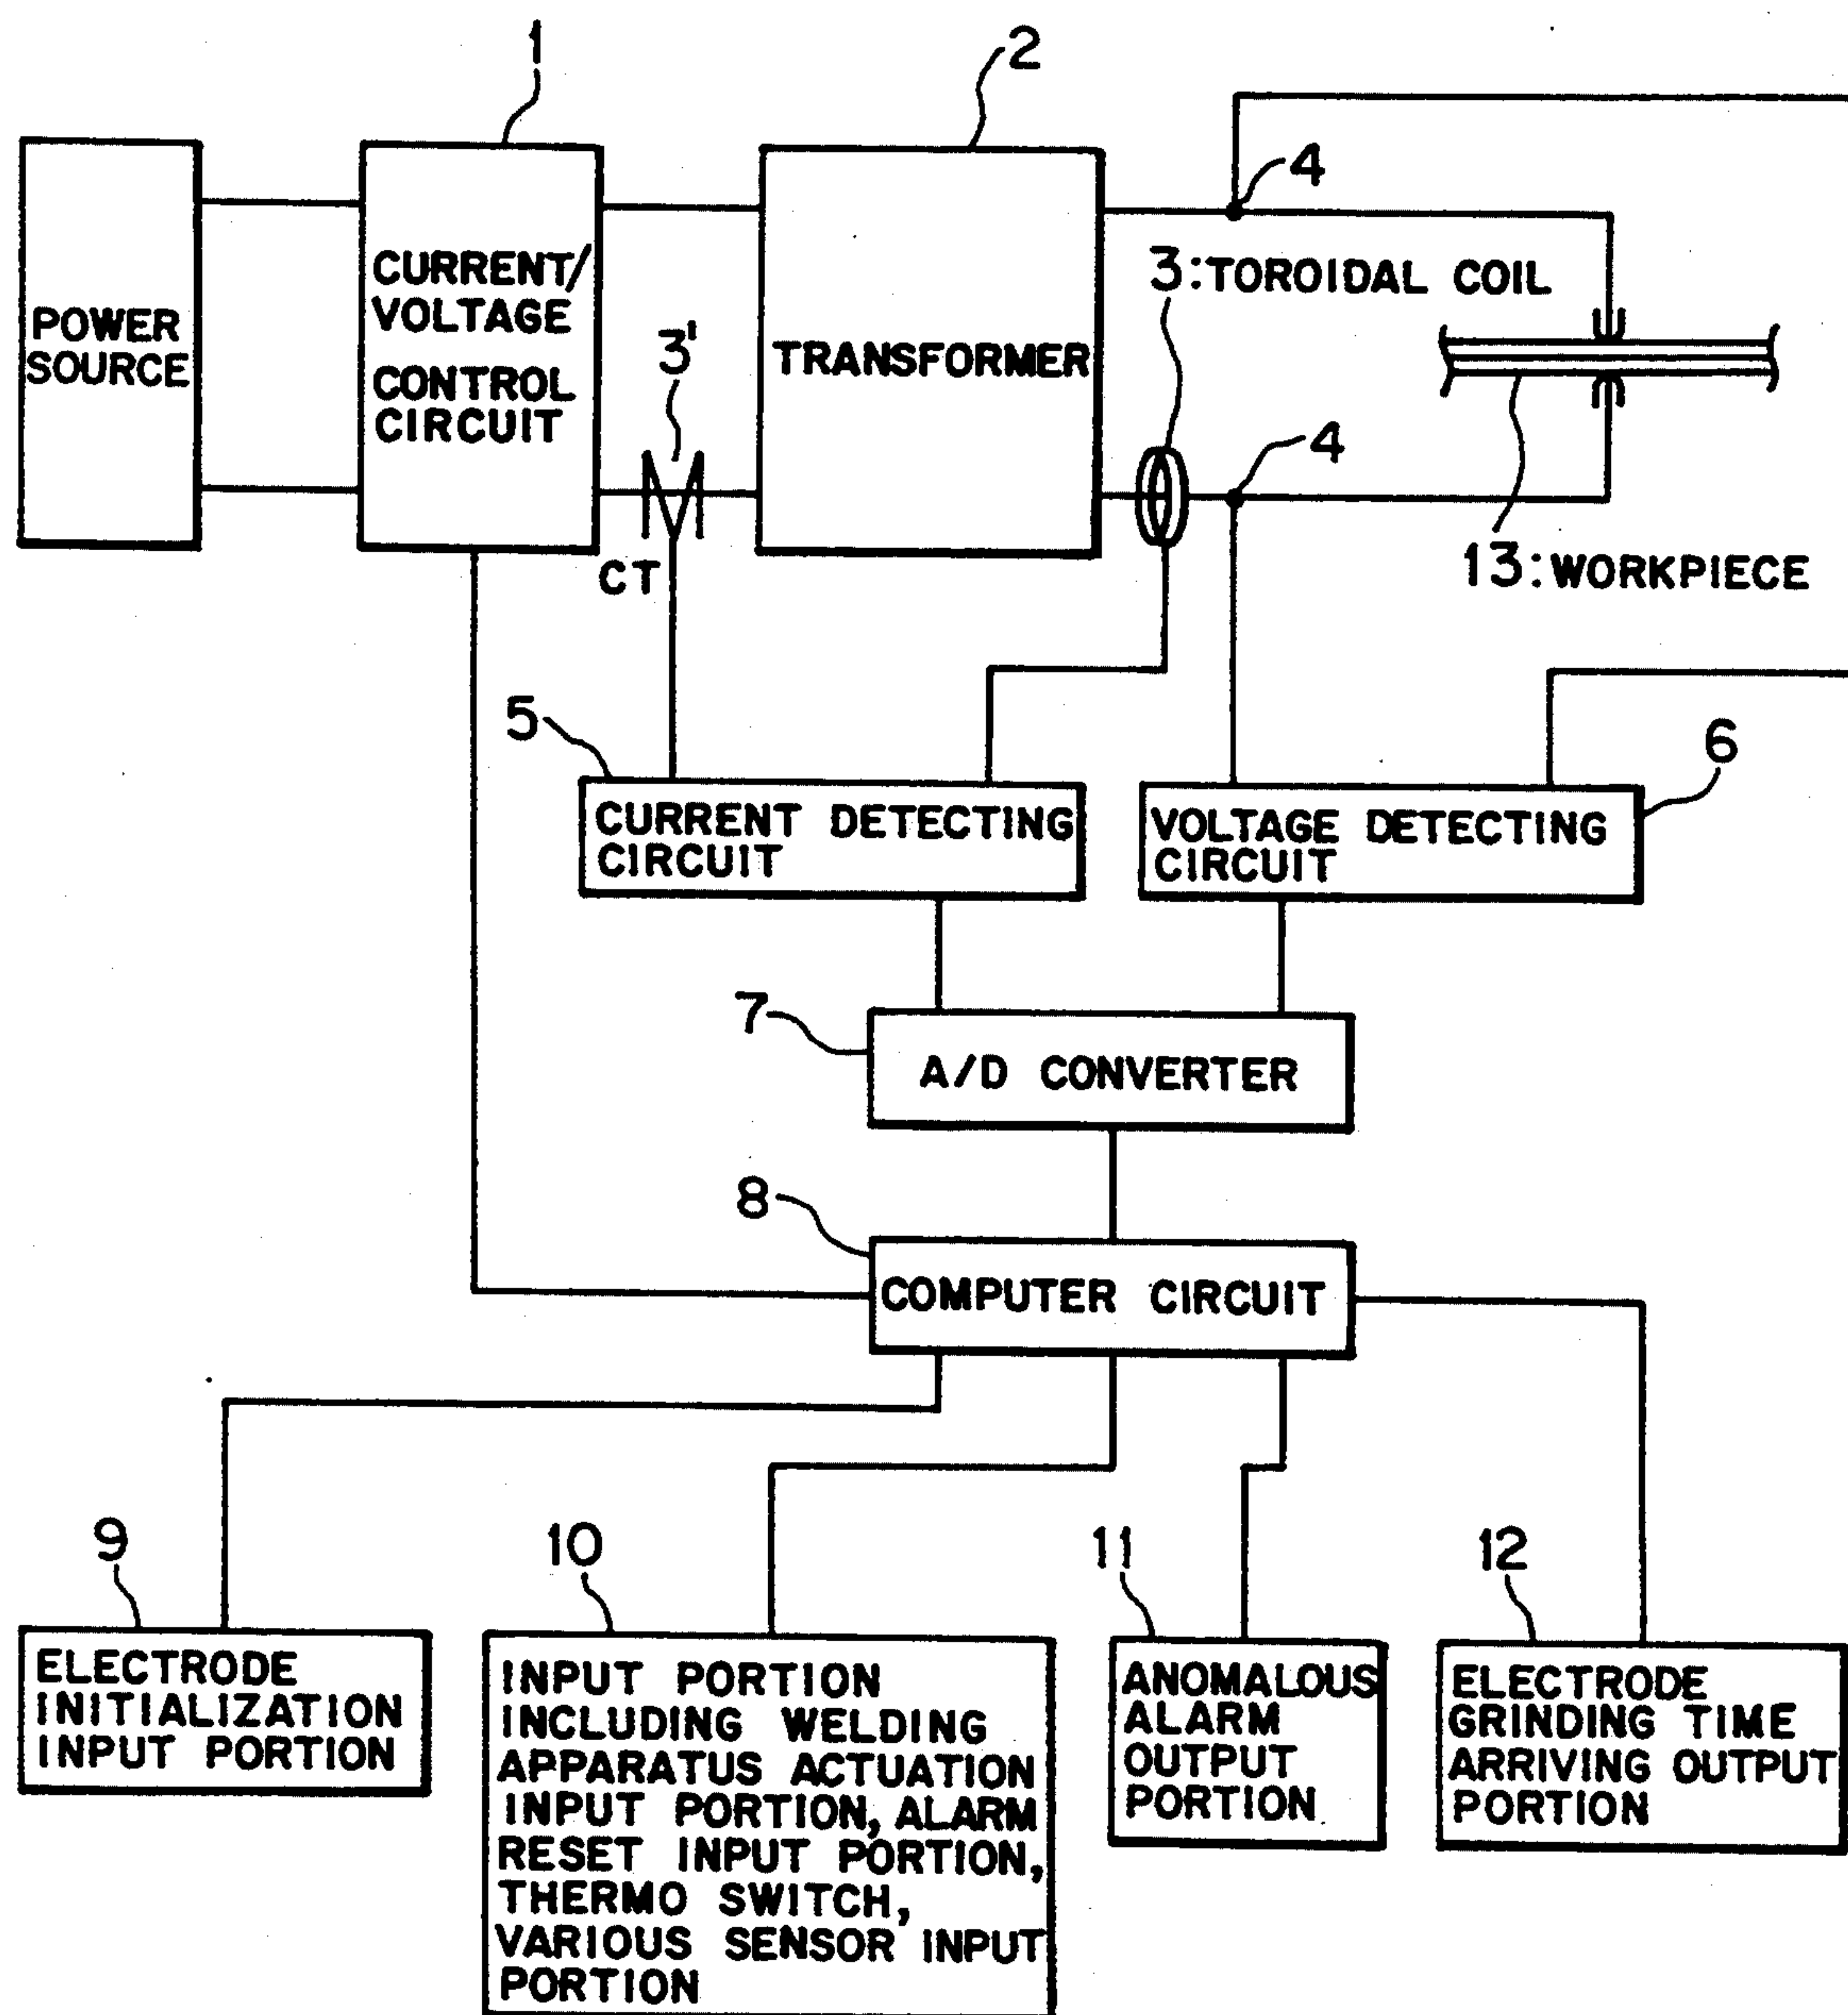 1
2
4
POWER
SOURCE
CURRENT/
VOLTAGE
CONTROL
CIRCUIT
3'
CT
TRANSFORMER
3:TOROIDAL COIL
4
13:WORKPIECE
5
CURRENT DETECTING
CIRCUIT
6
VOLTAGE DETECTING
CIRCUIT
7
A/D CONVERTER
8
COMPUTER CIRCUIT
9
ELECTRODE
INITIALIZATION
INPUT PORTION
10
INPUT PORTION
INCLUDING WELDING
APPARATUS ACTUATION
INPUT PORTION, ALARM
RESET INPUT PORTION,
THERMO SWITCH,
VARIOUS SENSOR INPUT
PORTION
11
ANOMALOUS
ALARM
OUTPUT
PORTION
12
ELECTRODE
GRINDING TIME
ARRIVING OUTPUT
PORTION